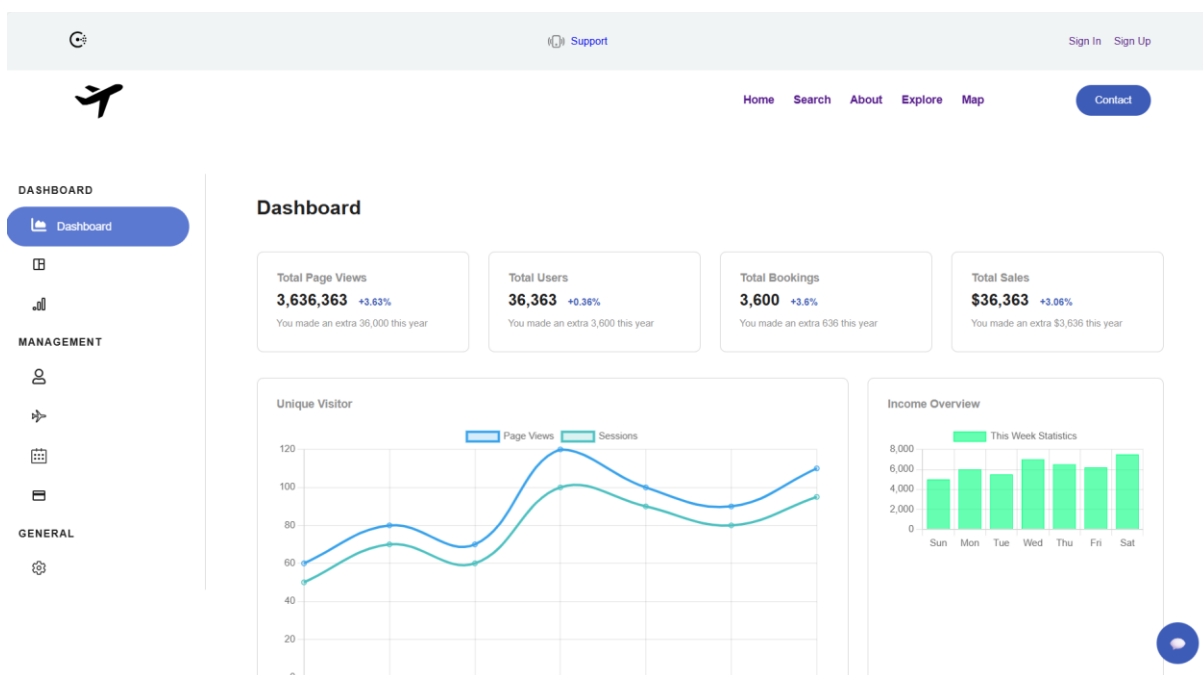 Support
Sign In Sign Up
Home Search About Explore Map
Contact
DASHBOARD
Dashboard
MANAGEMENT
GENERAL
Dashboard
Total Page Views
3,636,363 +3.63%
You made an extra 36,000 this year
Total Users
36,363 +0.36%
You made an extra 3,600 this year
Total Bookings
3,600 +3.6%
You made an extra 636 this year
Total Sales
$36,363 +3.06%
You made an extra $3,636 this year
Unique Visitor
Page Views Sessions
120
100
80
60
40
20
Income Overview
This Week Statistics
8,000
6,000
4,000
2,000
0
Sun Mon Tue Wed Thu Fri Sat